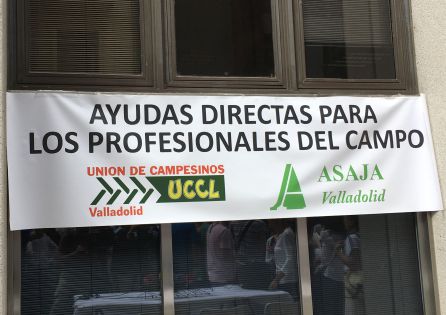 AYUDAS DIRECTAS PARA
LOS PROFESIONALES DEL CAMPO
UNION DE CAMPESINOS
UCCL
Valladolid
ASAJA
Valladolid